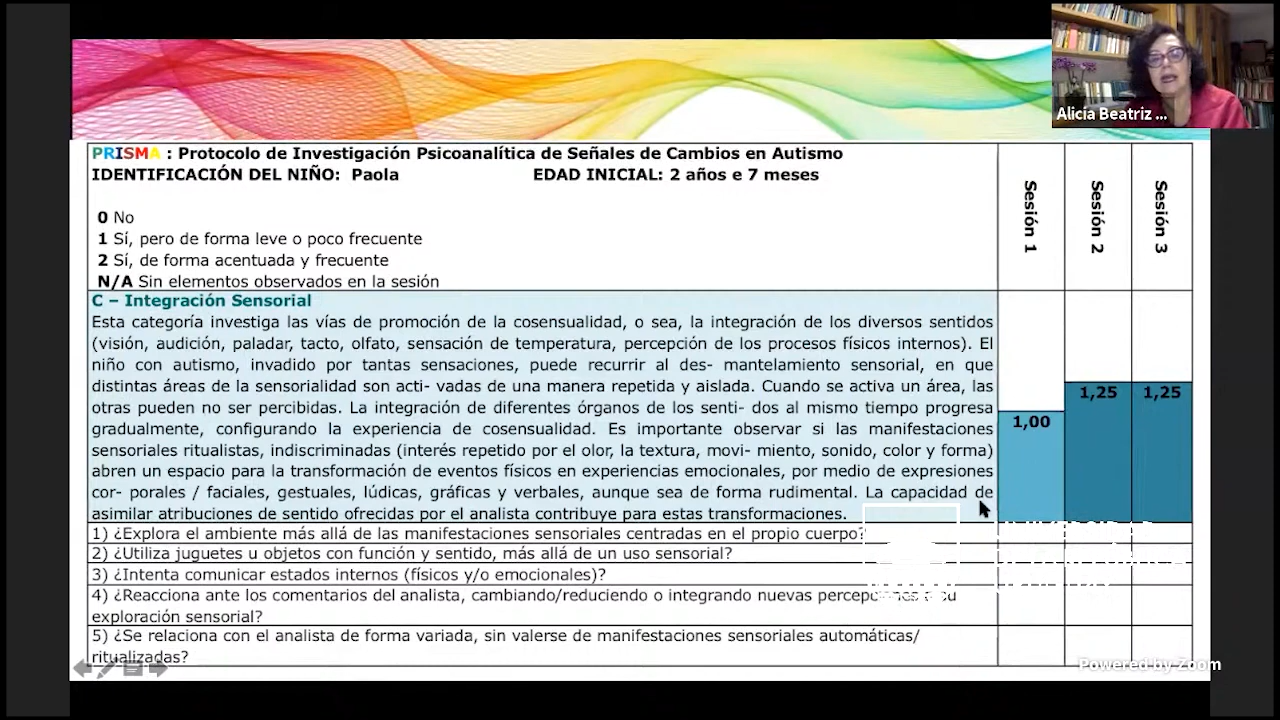 Alicia Beatriz ...
PRISMA : Protocolo de Investigación Psicoanalítica de Señales de Cambios en Autismo
IDENTIFICACIÓN DEL NIÑO: Paola EDAD INICIAL: 2 años e 7 meses
Sesión 1
Sesión 2
Sesión 3
0 No
1 Sí, pero de forma leve o poco frecuente
2 Sí, de forma acentuada y frecuente
N/A Sin elementos observados en la sesión
C – Integración Sensorial
Esta categoría investiga las vías de promoción de la cosensualidad, o sea, la integración de los diversos sentidos
(visión, audición, paladar, tacto, olfato, sensación de temperatura, percepción de los procesos físicos internos). El
niño con autismo, invadido por tantas sensaciones, puede recurrir al des- mantelamiento sensorial, en que
distintas áreas de la sensorialidad son acti- vadas de una manera repetida y aislada. Cuando se activa un área, las
otras pueden no ser percibidas. La integración de diferentes órganos de los senti- dos al mismo tiempo progresa
gradualmente, configurando la experiencia de cosensualidad. Es importante observar si las manifestaciones
sensoriales ritualistas, indiscriminadas (interés repetido por el olor, la textura, movi- miento, sonido, color y forma)
abren un espacio para la transformación de eventos físicos en experiencias emocionales, por medio de expresiones
cor- porales / faciales, gestuales, lúdicas, gráficas y verbales, aunque sea de forma rudimental. La capacidad de
asimilar atribuciones de sentido ofrecidas por el analista contribuye para estas transformaciones.
1,00
1,25
1,25
1) ¿Explora el ambiente más allá de las manifestaciones sensoriales centradas en el propio cuerpo?
2) ¿Utiliza juguetes u objetos con función y sentido, más allá de un uso sensorial?
3) ¿Intenta comunicar estados internos (físicos y/o emocionales)?
4) ¿Reacciona ante los comentarios del analista, cambiando/reduciendo o integrando nuevas
exploración sensorial?
5) ¿Se relaciona con el analista de forma variada, sin valerse de manifestaciones sensoriales automáticas/
ritualizadas?
Powered by Zoom